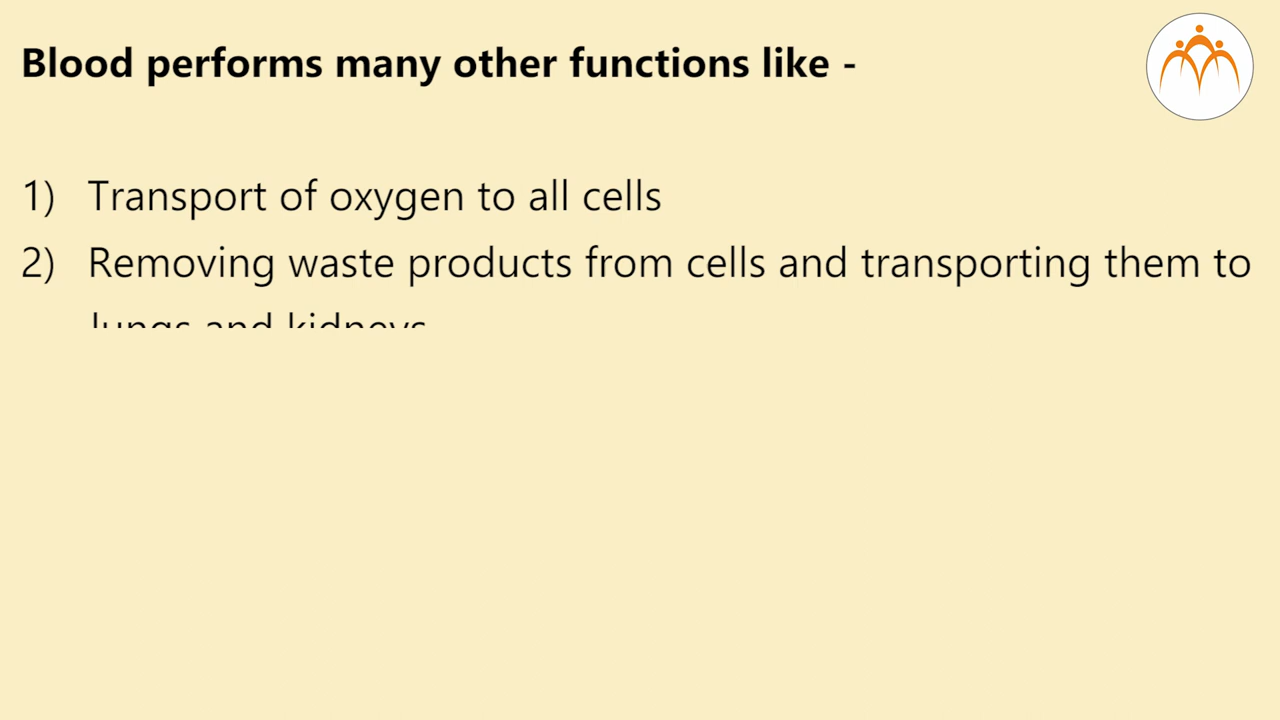 Blood performs many other functions like -
1) Transport of oxygen to all cells
2) Removing waste products from cells and transporting them to
lungs and kidneys